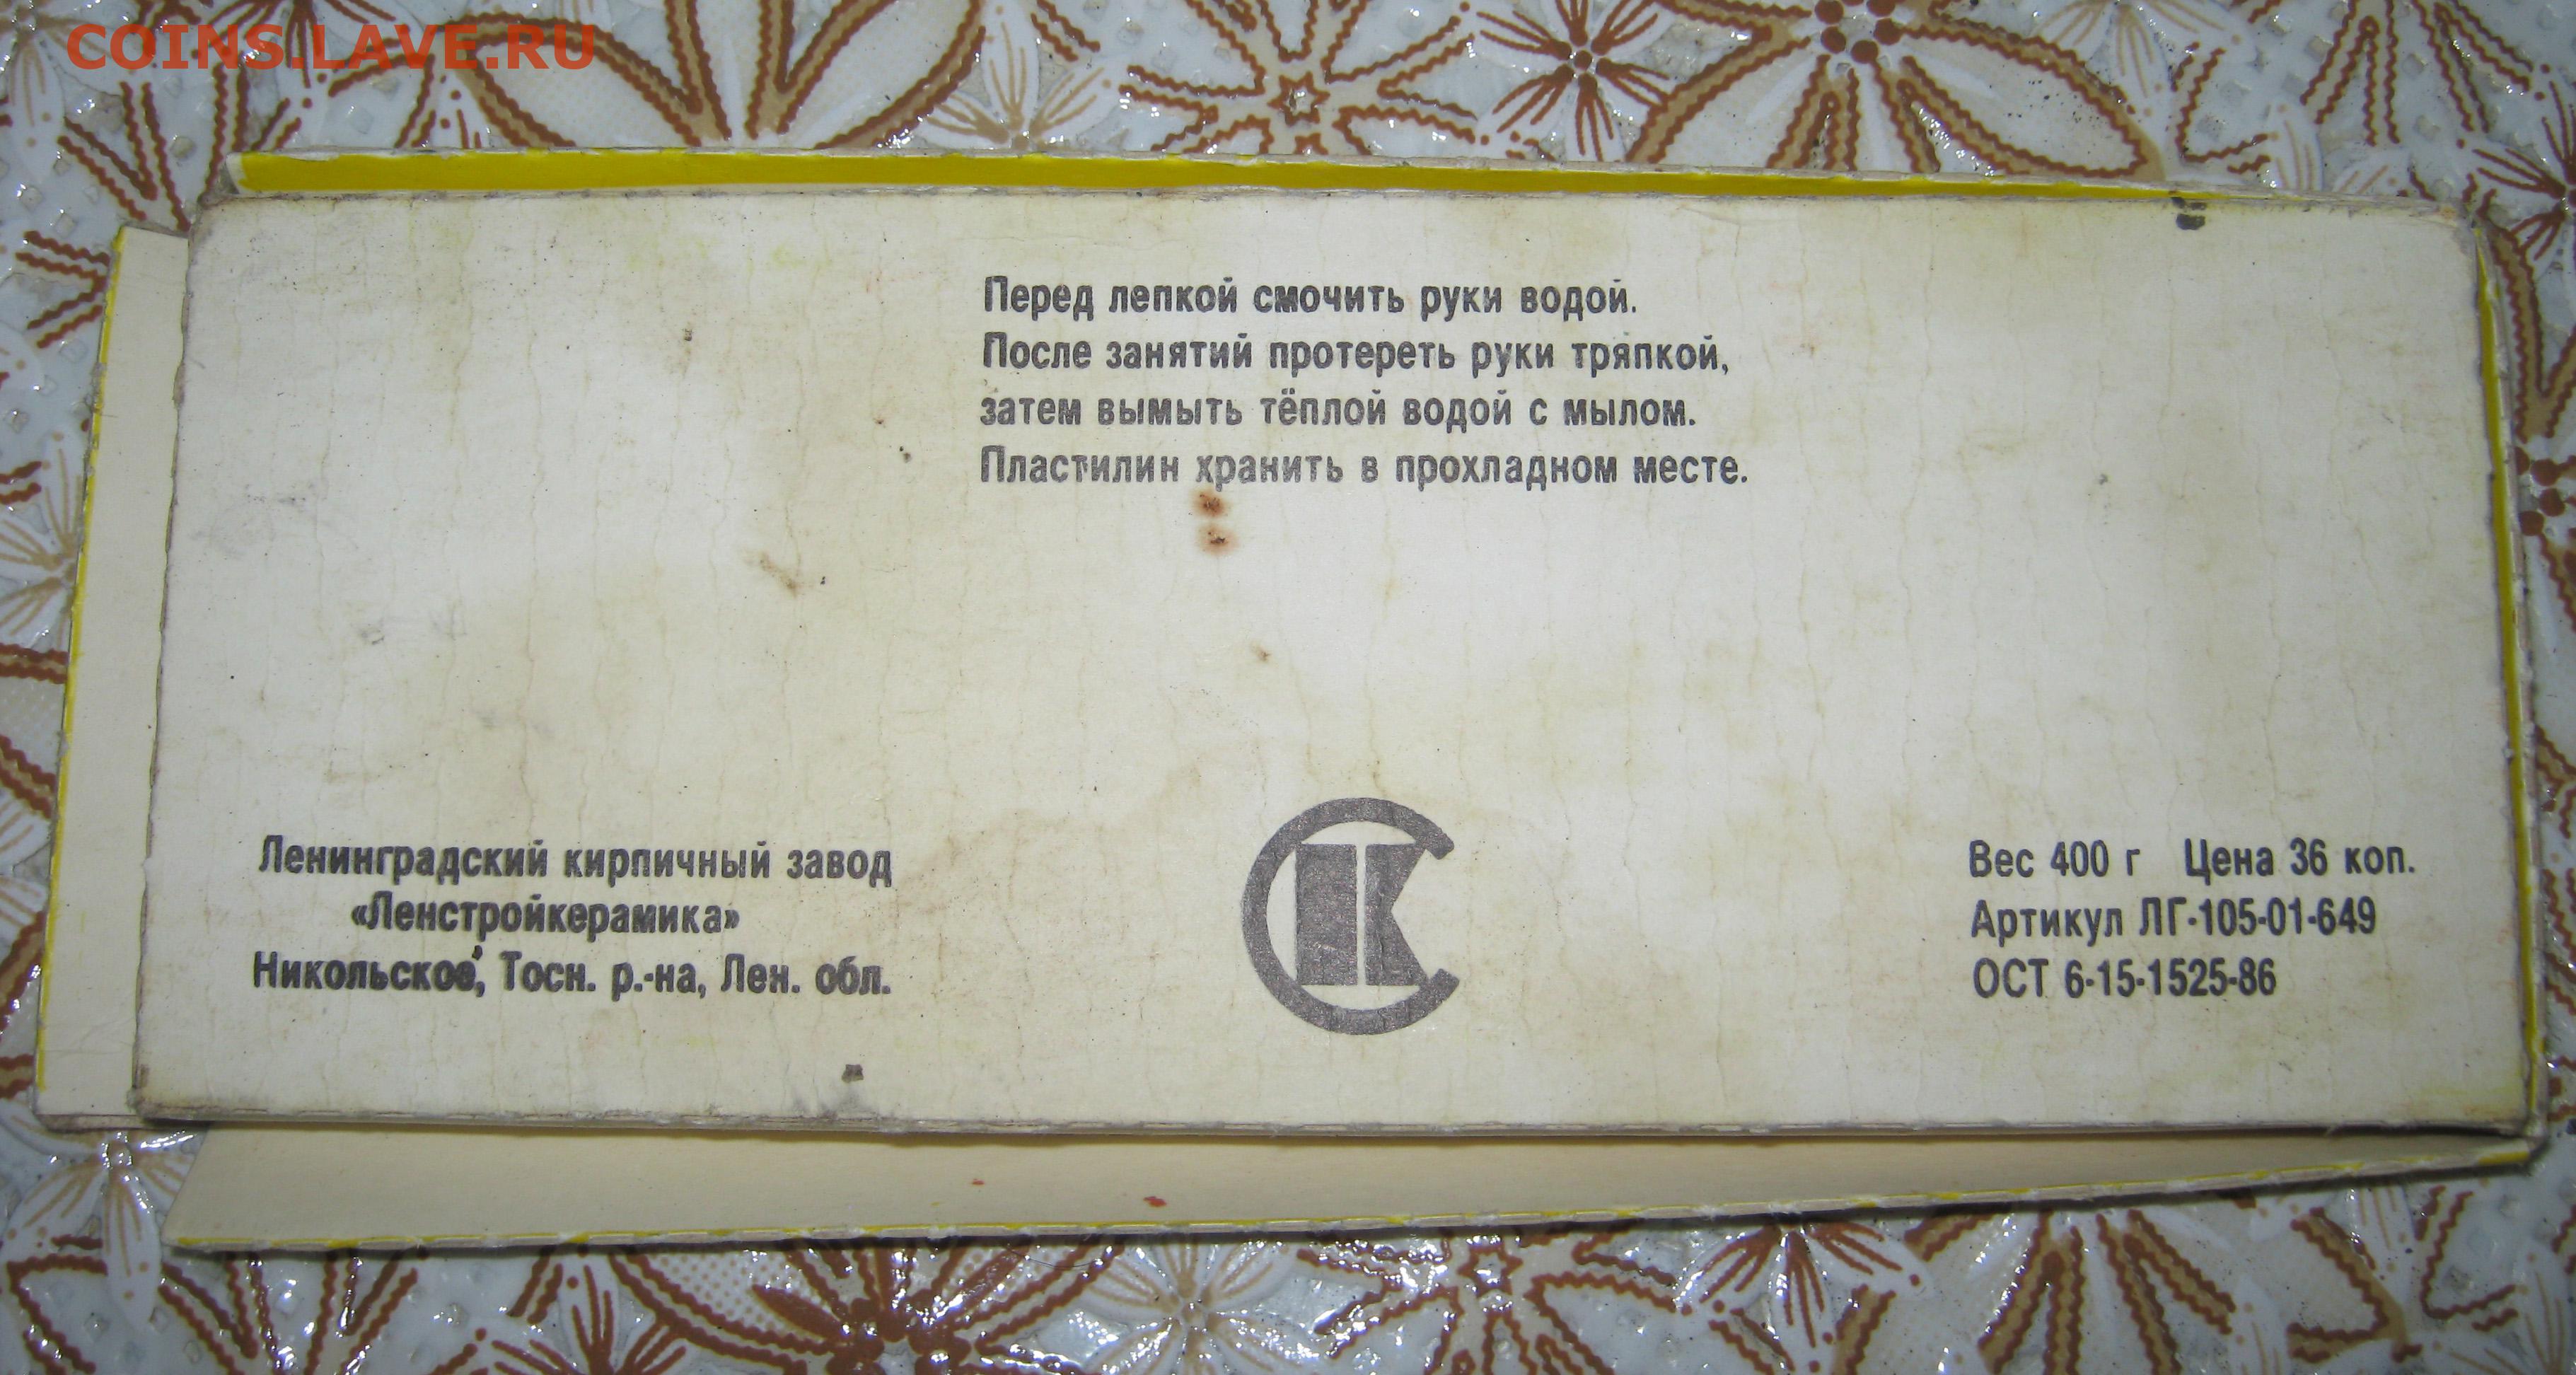 COINS.LAVE.RU
Перед лепкой смочить руки водой.
После занятий протереть руки тряпкой,
затем вымыть тёплой водой с мылом.
Пластилин хранить в прохладном месте.
Ленинградский кирпичный завод
«Ленстройкерамика»
Никольское, Тосн. р.-на, Лен. обл.
Вес 400 г Цена 36 коп.
Артикул ЛГ-105-01-649
ОСТ 6-15-1525-86